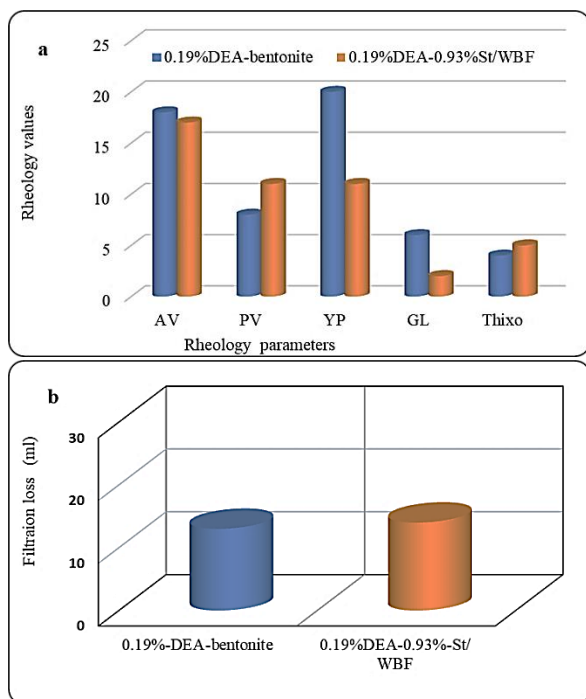 a
0.19%DEA-bentonite 0.19%DEA-0.93%St/WBF
Rheology values
25
20
15
10
5
0
AV PV YP GL Thixo
Rheology parameters
b
Filtraion loss (ml)
30
20
10
0
0.19%-DEA-bentonite 0.19%DEA-0.93%-St/
WBF